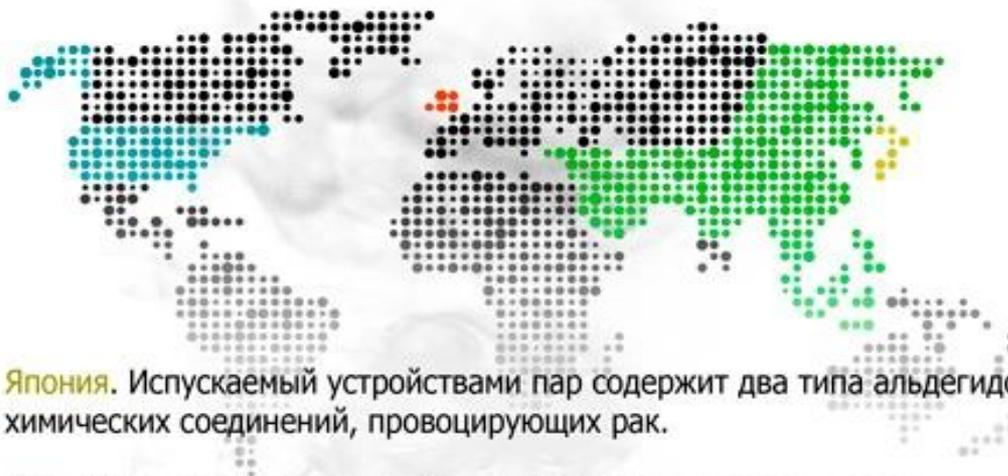 Япония. Испускаемый устройствами пар содержит два типа альдегидо
химических соединений, провоцирующих рак.